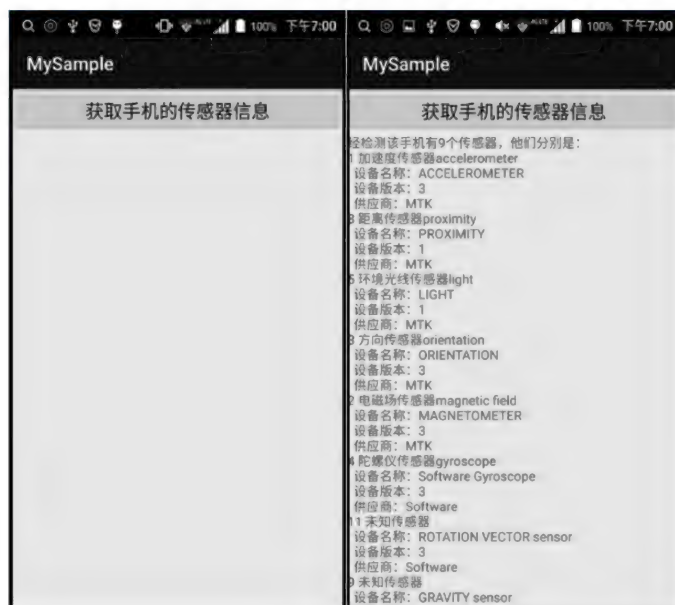 100% 下午7:00
MySample
获取手机的传感器信息
100% 下午7:00
MySample
获取手机的传感器信息
经检测该手机有9个传感器，他们分别是：
1 加速度传感器accelerometer
设备名称：ACCELEROMETER
设备版本：3
供应商：MTK
8 距离传感器proximity
设备名称：PROXIMITY
设备版本：1
供应商：MTK
5 环境光线传感器light
设备名称：LIGHT
设备版本：1
供应商：MTK
3 方向传感器orientation
设备名称：ORIENTATION
设备版本：3
供应商：MTK
2 电磁场传感器magnetic field
设备名称：MAGNETOMETER
设备版本：3
供应商：MTK
4 陀螺仪传感器gyroscope
设备名称：Software Gyroscope
设备版本：3
供应商：Software
11 未知传感器
设备名称：ROTATION VECTOR sensor
设备版本：3
供应商：Software
9 未知传感器
设备名称：GRAVITY sensor